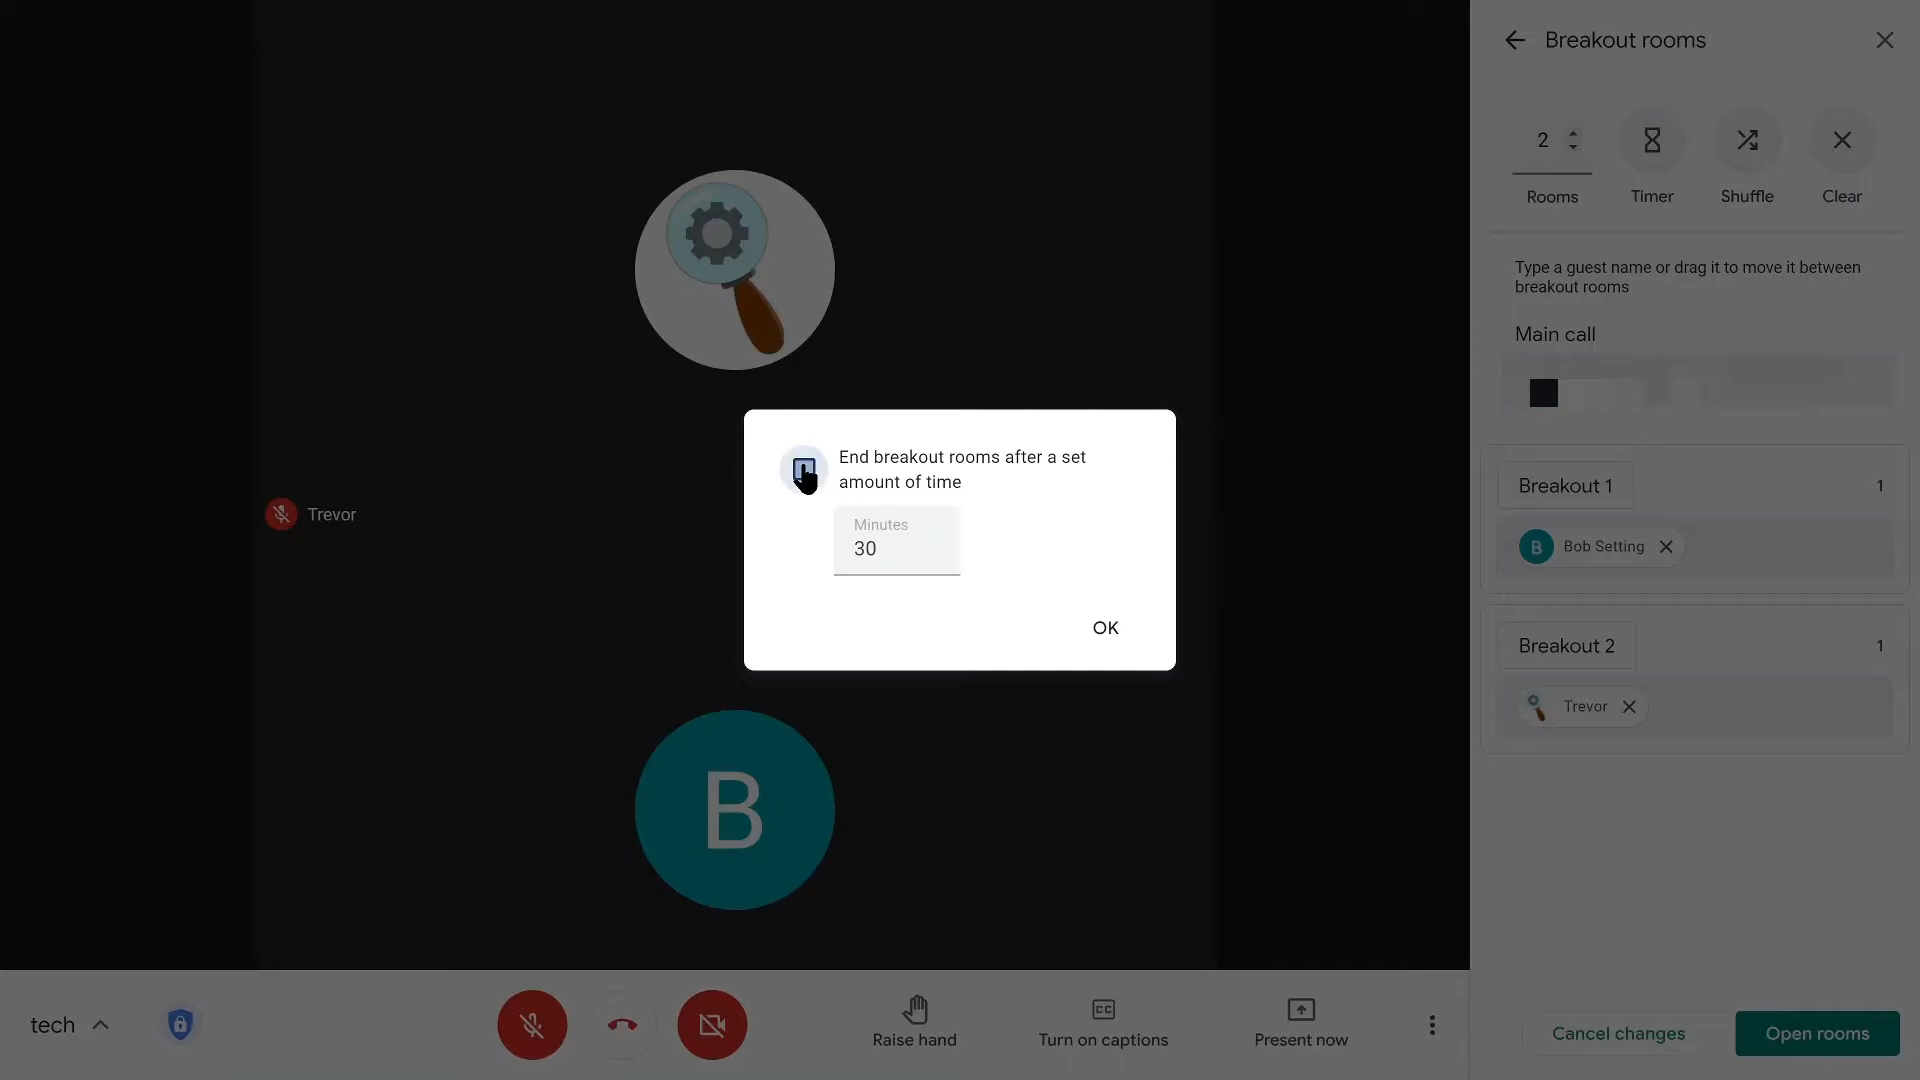 Breakout rooms
2
Rooms
Timer
Shuffle
Clear
Type a guest name or drag it to move it between
breakout rooms
Main call
Breakout 1
1
B
Bob Setting
Breakout 2
1
Trevor
Cancel changes
Open rooms
End breakout rooms after a set
amount of time
Minutes
30
OK
Trevor
B
tech
Raise hand
CC
Turn on captions
Present now